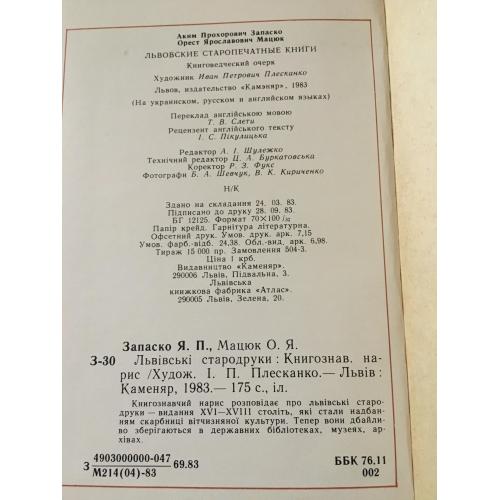 Аким Прохорович Запаско
Орест Ярославович Мацюк
ЛЬВОВСКИЕ СТАРОПЕЧАТНЫЕ КНИГИ
Книговедческий очерк
Художник Иван Петрович Плесканко
Львов, издательство «Камэняр», 1983
(На украинском, русском и английском языках)
Переклад англійською мовою
Т. В. Слети
Рецензент англійського тексту
І. С. Пікулицька
Редактор А. І. Шулежко
Технічний редактор Ц. А. Буркатовська
Коректор Р. З. Фукс
Фотографи Б. А. Шевчук, В. К. Кириченко
Н/К
Здано на складання 24. 03. 83.
Підписано до друку 28. 09. 83.
БГ 12125. Формат 70×100/32
Папір крейд. Гарнітура літературна.
Офсетний друк. Умов. друк. арк. 7,15
Умов. фарб.-відб. 24,38. Обл.-вид. арк. 6,98.
Тираж 15 000 пр. Замовлення 504-3.
Ціна 1 крб.
Видавництво «Каменяр».
290006 Львів, Підвальна, 3.
Львівська
книжкова фабрика «Атлас».
290005 Львів, Зелена, 20.
Запаско Я. П., Мацюк О. Я.
З-30 Львівські стародруки : Книгознав. на-
рис /Худож. І. П. Плесканко.— Львів :
Каменяр, 1983.— 175 с., іл.
Книгознавчий нарис розповідає про львівські старо-
друки — видання XVI—XVIII століть, які стали надбан-
ням скарбниці вітчизняної культури. Тепер вони дбайли-
во зберігаються в державних бібліотеках, музеях, ар-
хівах.
З 4903000000-047 69.83
М214(04)-83
ББК 76,11
002